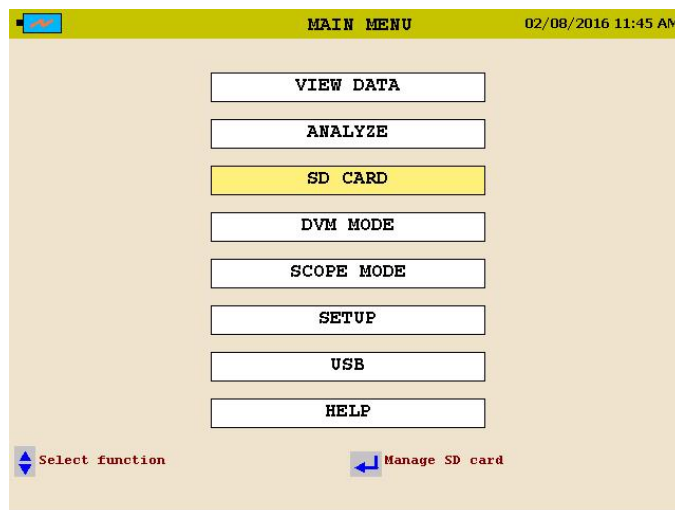 MAIN MENU 02/08/2016 11:45 AM
VIEW DATA
ANALYZE
SD CARD
DVM MODE
SCOPE MODE
SETUP
USB
HELP
Select function Manage SD card